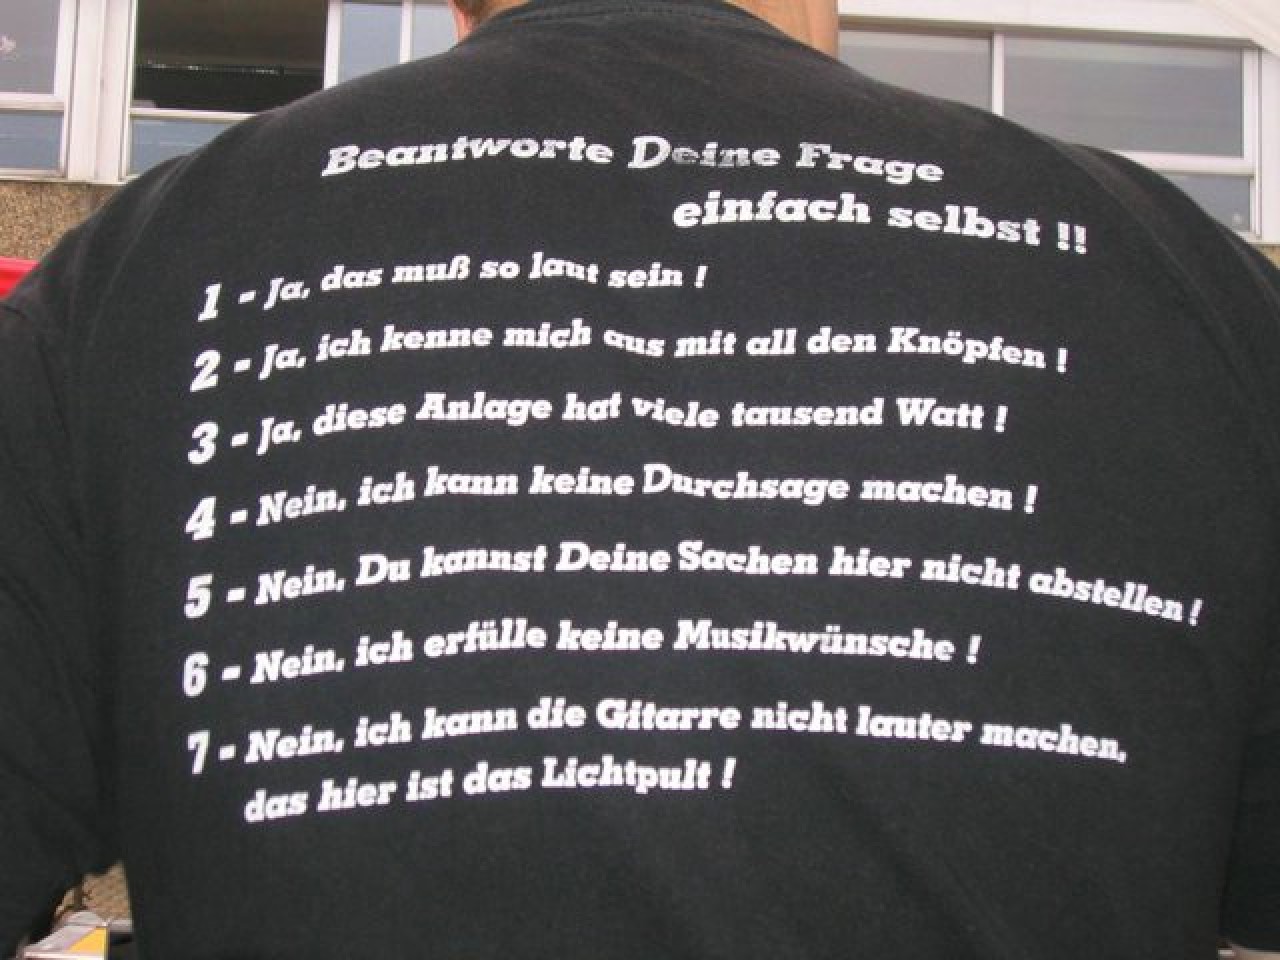 Beantworte Deine Frage
einfach selbst !!
1 - Ja, das muß so laut sein !
2 - Ja, ich kenne mich aus mit all den Knöpfen !
3 - Ja, diese Anlage hat viele tausend Watt !
4 - Nein, ich kann keine Durchsage machen !
5 - Nein, Du kannst Deine Sachen hier nicht abstellen !
6 - Nein, ich erfülle keine Musikwünsche !
7 - Nein, ich kann die Gitarre nicht lauter machen,
das hier ist das Lichtpult !